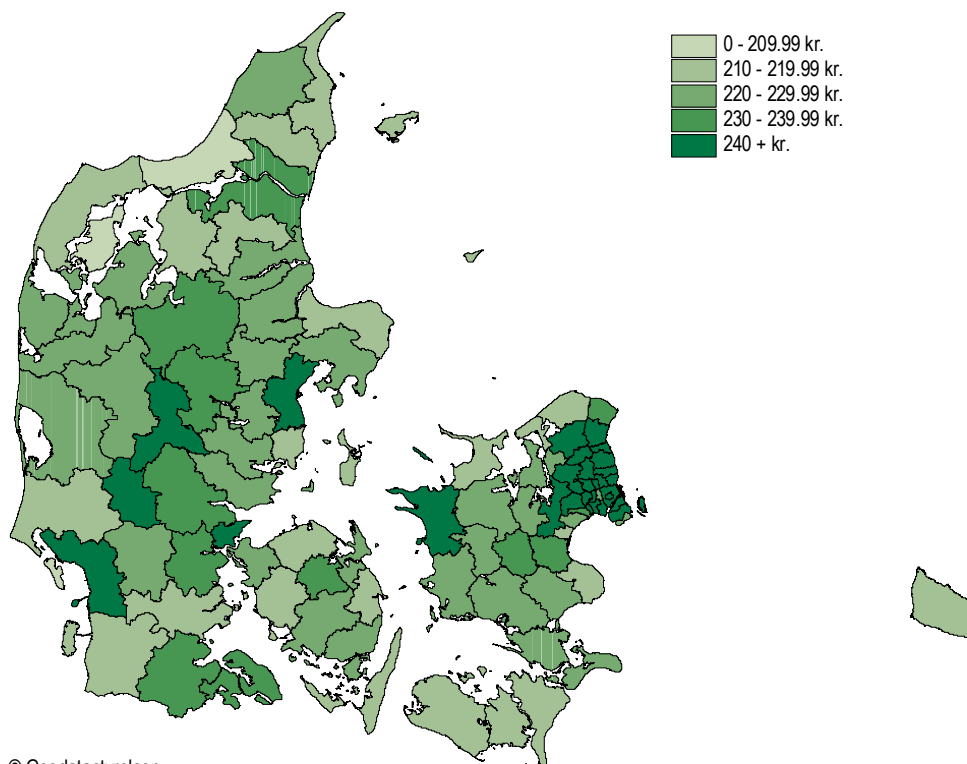 0 - 209.99 kr.
210 - 219.99 kr.
220 - 229.99 kr.
230 - 239.99 kr.
240 + kr.
©